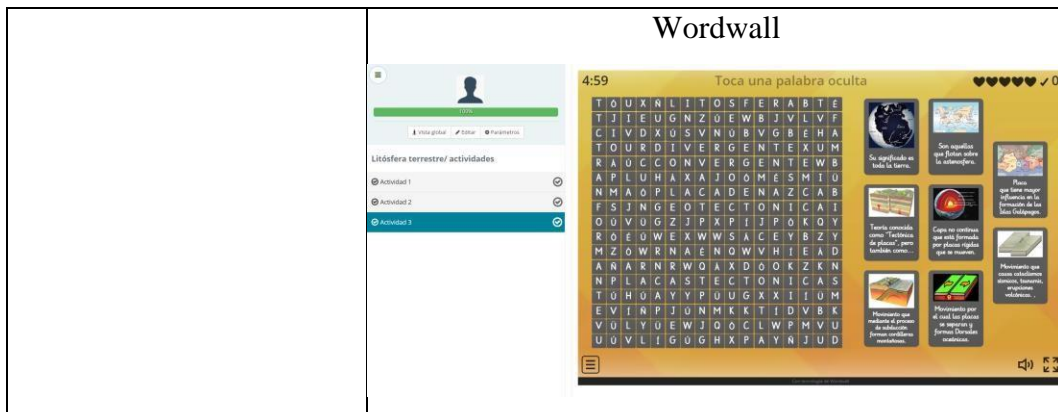 Wordwall
100%
Vista global Editar Parámetros
Litósfera terrestre/ actividades
Actividad 1
Actividad 2
Actividad 3
4:59 Toca una palabra oculta 0
T Ó U X Ñ L I T O S F E R A B T É
T J I E U G N Z Ú E W B J V L V F
C I V D X Ú S V N Ú B V G B É H A
T O U R D I V E R G E N T E X U M
R Á Ú C C O N V E R G E N T E W B
A P L U H Á X A J O Ó M É S M I Ü
N M A Ó P L A C A D E N A Z C A B
F S J N G E O T E C T O N I C A I
O Ú V Ü G Z J P X P I J P Ó K Q Y
R Ó É Ú W E X W W S Á C E Y B Z Y
M Z Ó W R N A É N Q W V H I E A D
A Ñ A R N R W Q Á X D Ó O K Z K N
N P L A C A S T E C T O N I C A S
T Ú H Ú A Y Y P Ü U G X X I I Ú M
E V I Ñ P J Ú N M K K T I D V B K
V Ü L Y Ü E W J Q Ó C L W P M V U
U Ú V L I G Ú G H X P A Y Ñ J U D
Su significado es
toda la tierra.
Son aquellas
que flotan sobre
la astenosfera.
Placa
que tiene mayor
influencia en la
formación de las
Islas Galápagos.
Teoría conocida
como "Tectónica
de placas", pero
también como...
Capa no continua
que está formada
por placas rígidas
que se mueven.
Movimiento que
causa cataclismos
sísmicos, tsunamis,
erupciones
volcánicas. .
Movimiento que
mediante el proceso
de subducción
forman cordilleras
montañosas.
Movimiento por
el cual las placas
se separan y
forman Dorsales
oceánicas.
Con tecnología de Wordwall